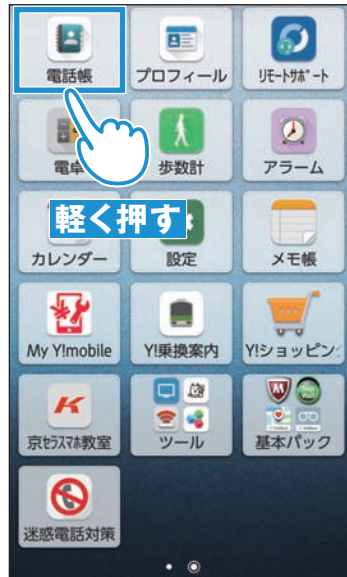 電話帳
プロフィール
リモートサポート
電卓
歩数計
アラーム
軽く押す
カレンダー
設定
メモ帳
My Y!mobile
Y!乗換案内
Y!ショッピン
京セラスマホ教室
ツール
基本パック
迷惑電話対策